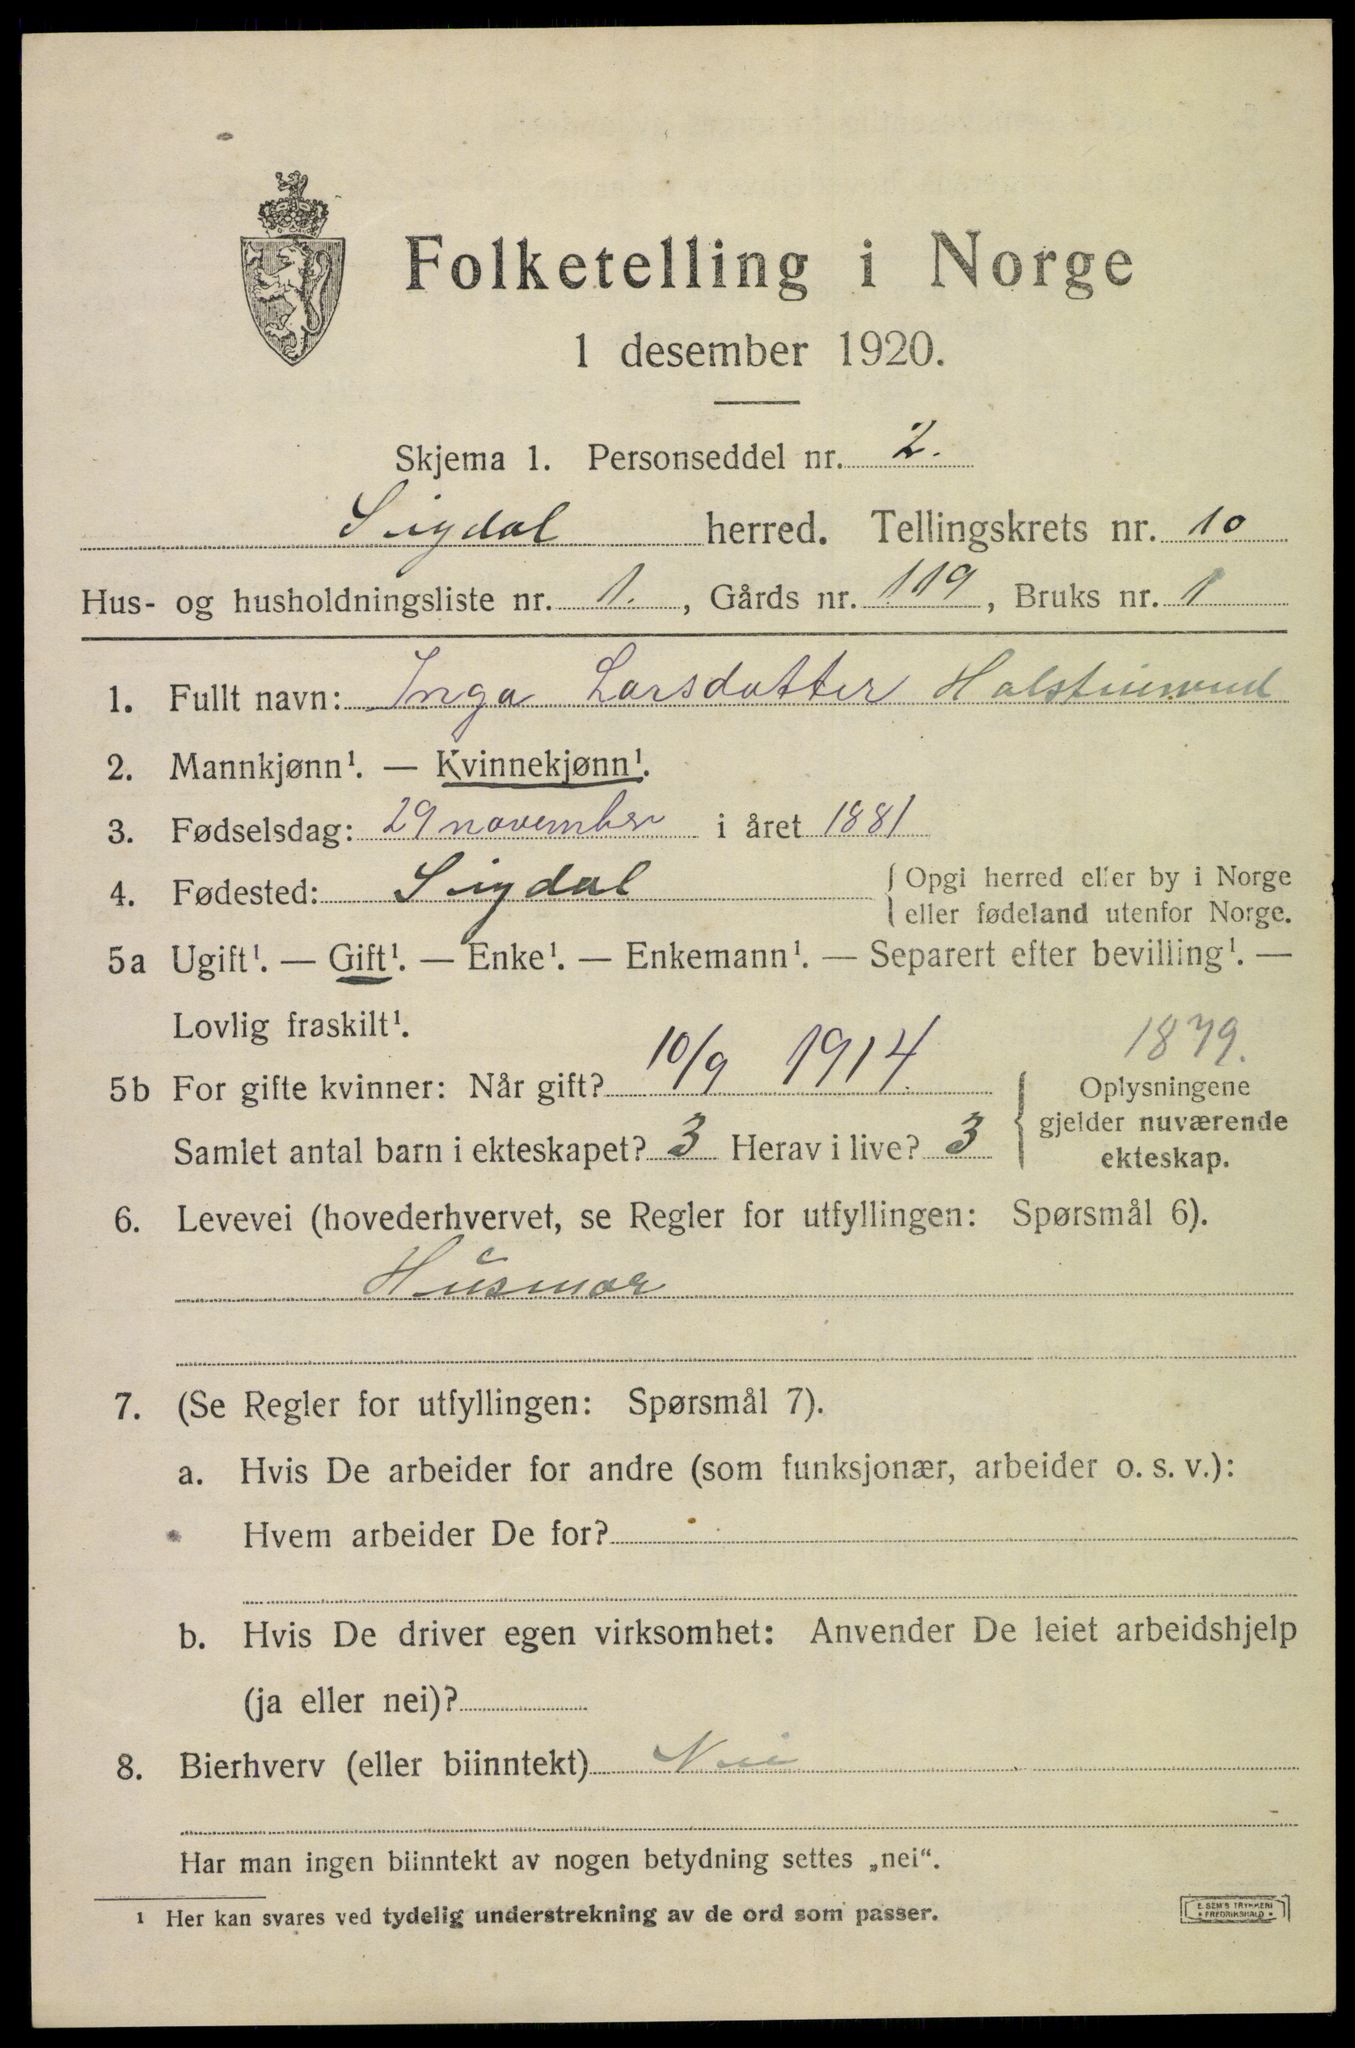 Folketelling i Norge
1 desember 1920.
Skjema 1. Personseddel nr. 2.
Sigdal herred. Tellingskrets nr. 10
Hus- og husholdningsliste nr. 1., Gårds nr. 119, Bruks nr. 1
1. Fullt navn: Inga Larsdatter
2. Mannkjønn¹. — Kvinnekjønn¹.
3. Fødselsdag: 29 november i året 1881
4. Fødested: Sigdal { Opgi herred eller by i Norge
eller fødeland utenfor Norge.
5a Ugift¹. — Gift¹. — Enke¹. — Enkemann¹. — Separert efter bevilling¹. —
Lovlig fraskilt¹.
1879.
5b For gifte kvinner: Når gift? 10/9 1914. { Oplysningene
gjelder nuværende
Samlet antal barn i ekteskapet? 3 Herav i live? 3 ekteskap.
6. Levevei (hovederhvervet, se Regler for utfyllingen: Spørsmål 6).
Husmor
7. (Se Regler for utfyllingen: Spørsmål 7).
a. Hvis De arbeider for andre (som funksjonær, arbeider o. s. v.):
Hvem arbeider De for?
b. Hvis De driver egen virksomhet: Anvender De leiet arbeidshjelp
(ja eller nei)?
8. Bierhverv (eller biinntekt) Nei
Har man ingen biinntekt av nogen betydning settes „nei“.
1 Her kan svares ved tydelig understrekning av de ord som passer.
E. SEM'S TRYKKERI
• FREDRIKSHALD •